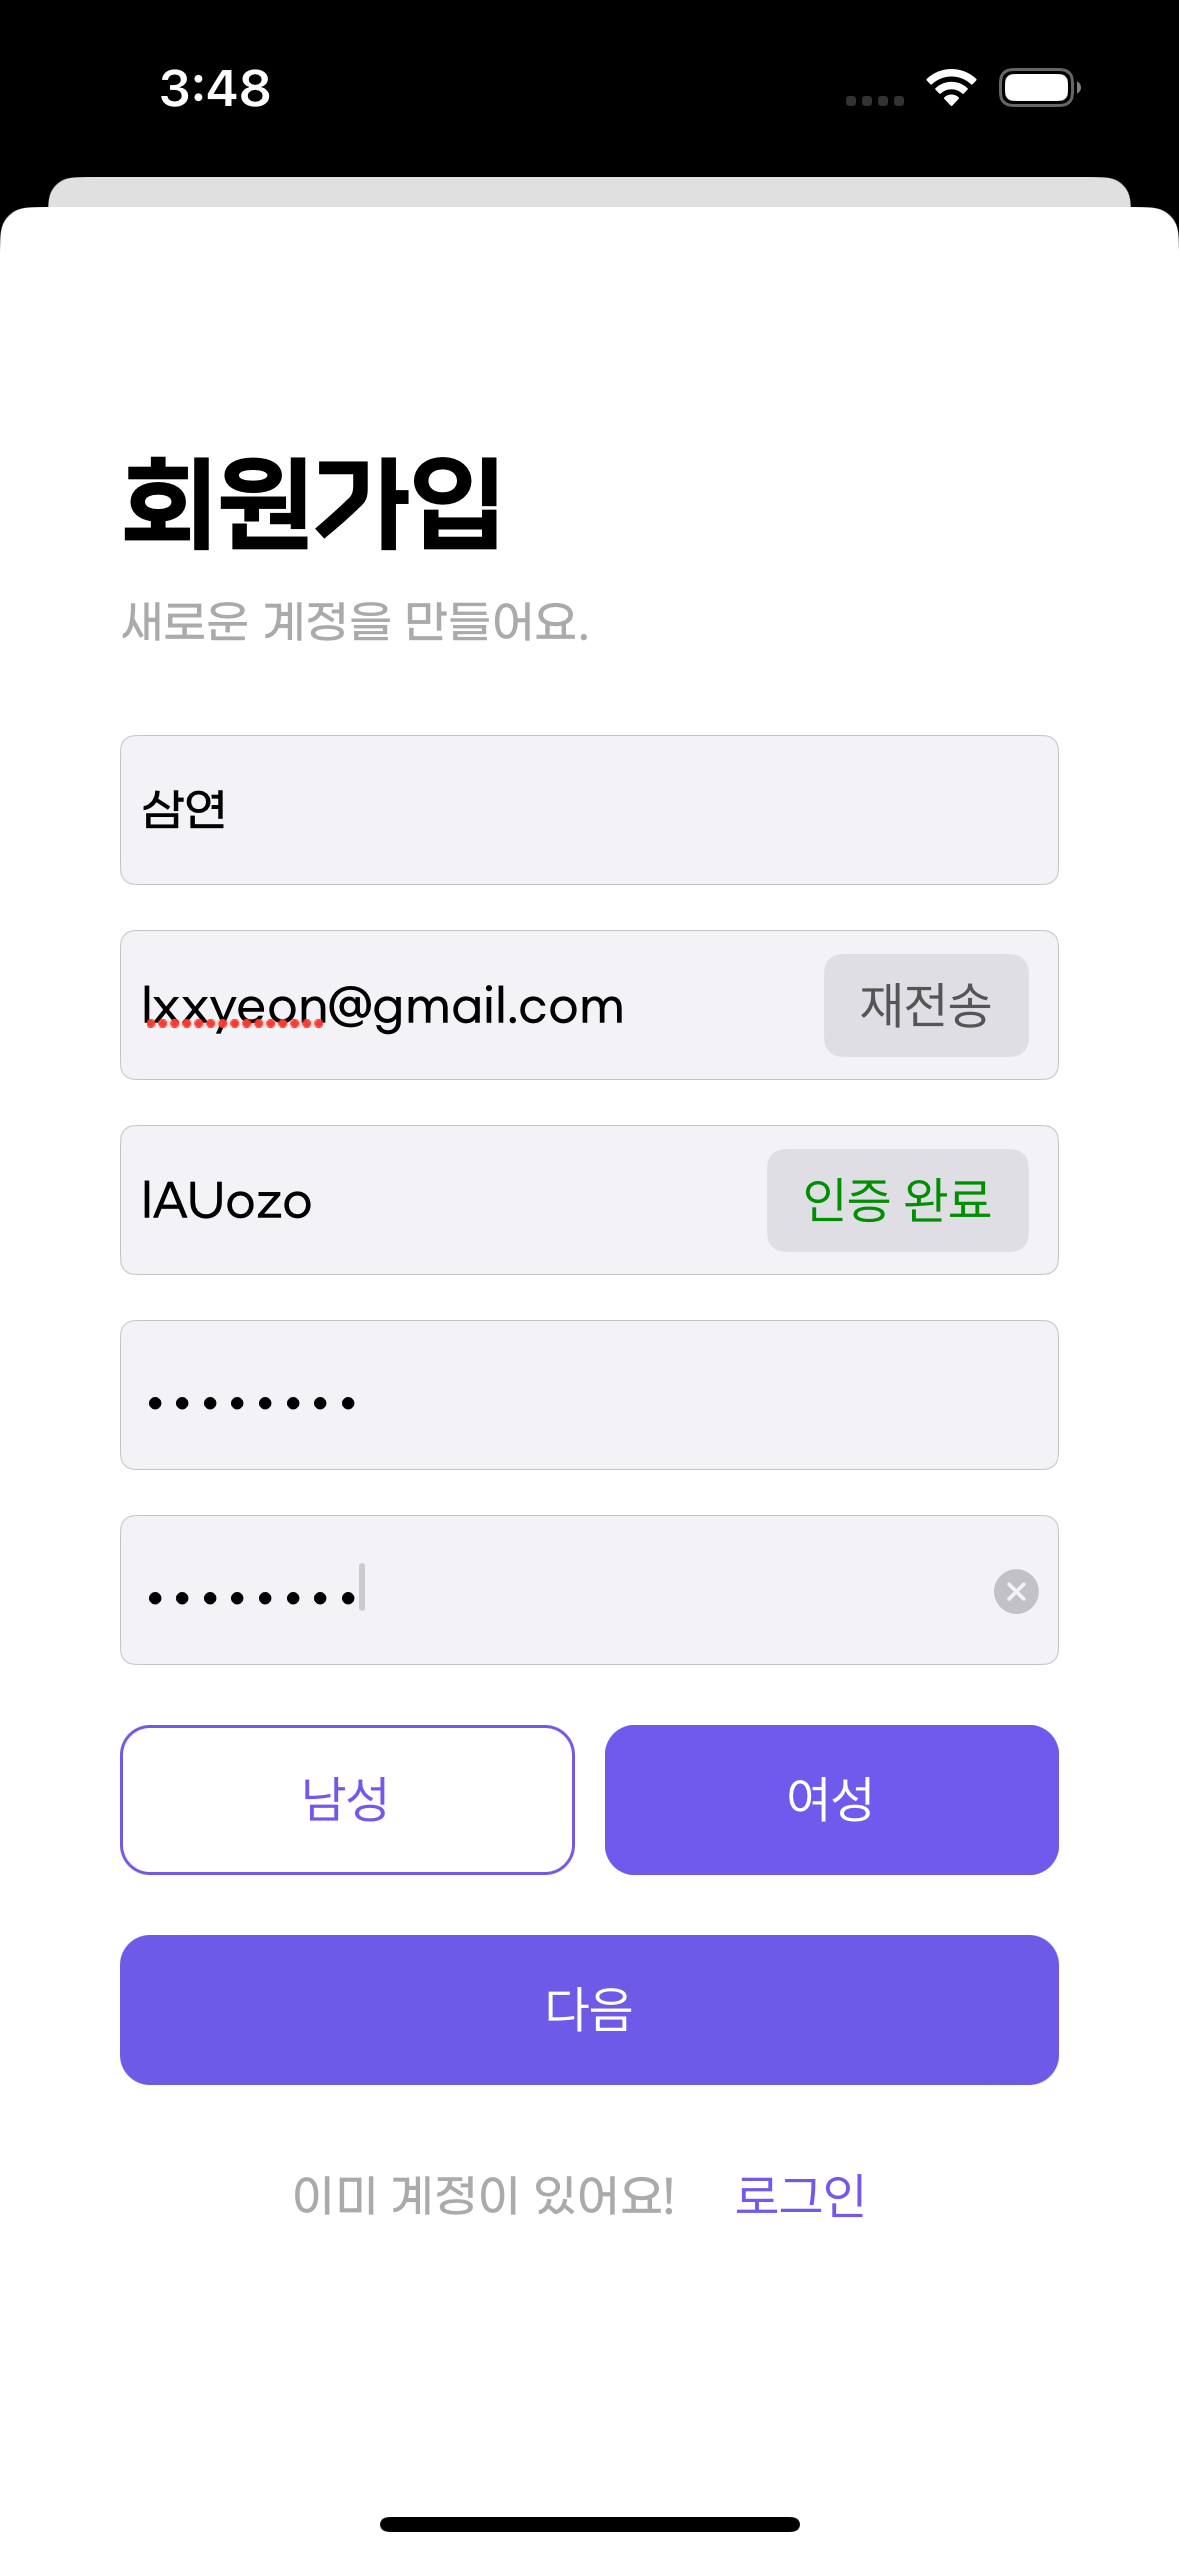 3:48
회원가입
새로운 계정을 만들어요.
삼연
lxxyeon@gmail.com 재전송
lAUozo 인증 완료
••••••••
••••••••
남성 여성
다음
이미 계정이 있어요! 로그인